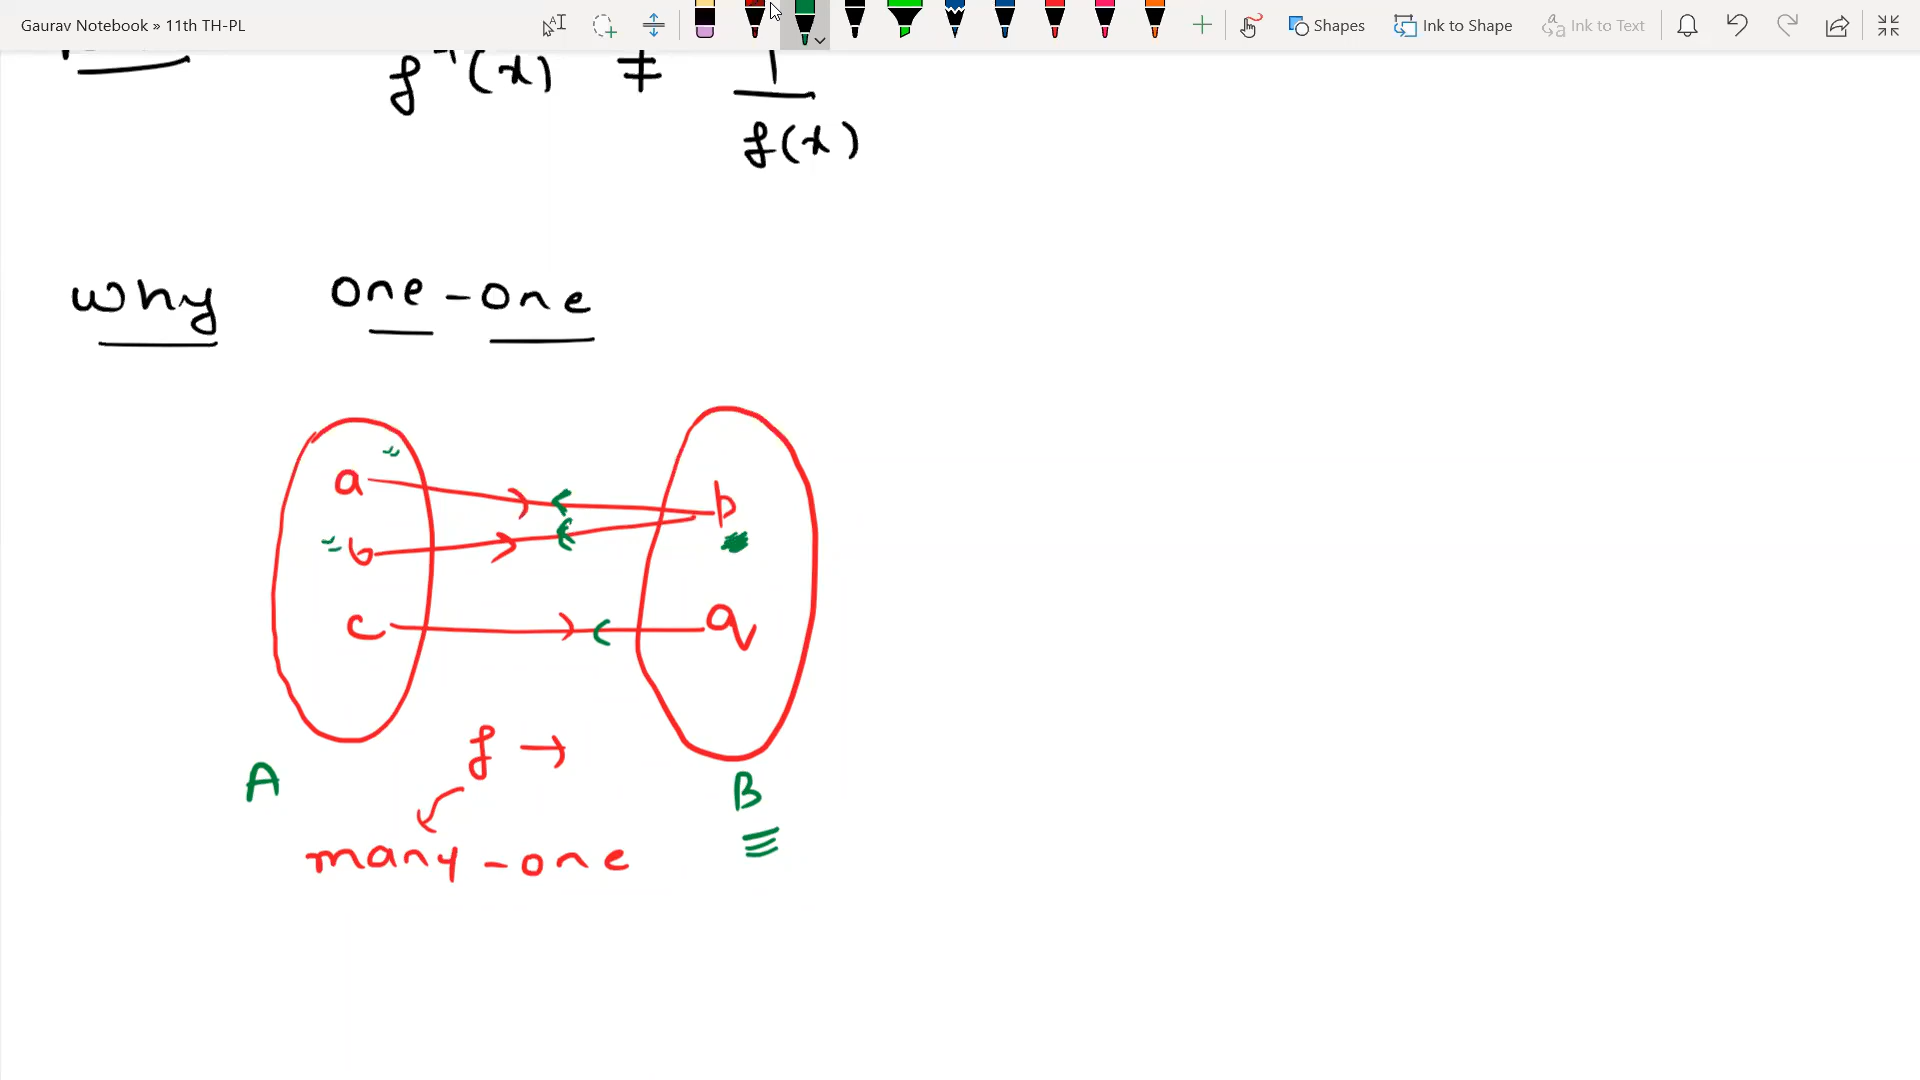 Gaurav Notebook » 11th TH-PL
Shapes
Ink to Shape
Ink to Text
f⁻¹(x) ≠ 1
f(x)
why one-one
a
p
b
c
q
f →
A
B
many-one